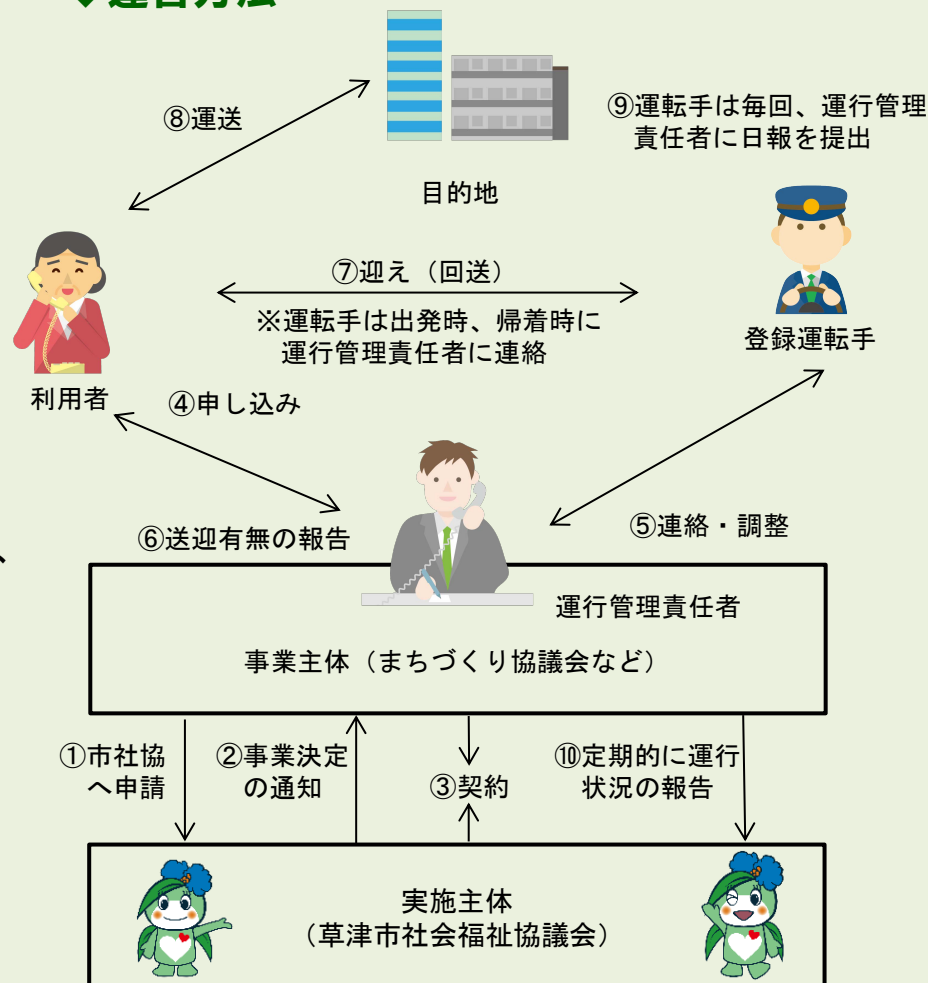 ◆運営方法
⑧運送
⑨運転手は毎回、運行管理
責任者に日報を提出
目的地
⑦迎え（回送）
※運転手は出発時、帰着時に
運行管理責任者に連絡
登録運転手
利用者
④申し込み
⑤連絡・調整
⑥送迎有無の報告
、
運行管理責任者
事業主体（まちづくり協議会など）
①市社協
へ申請
②事業決定
の通知
③契約
⑩定期的に運行
状況の報告
実施主体
（草津市社会福祉協議会）